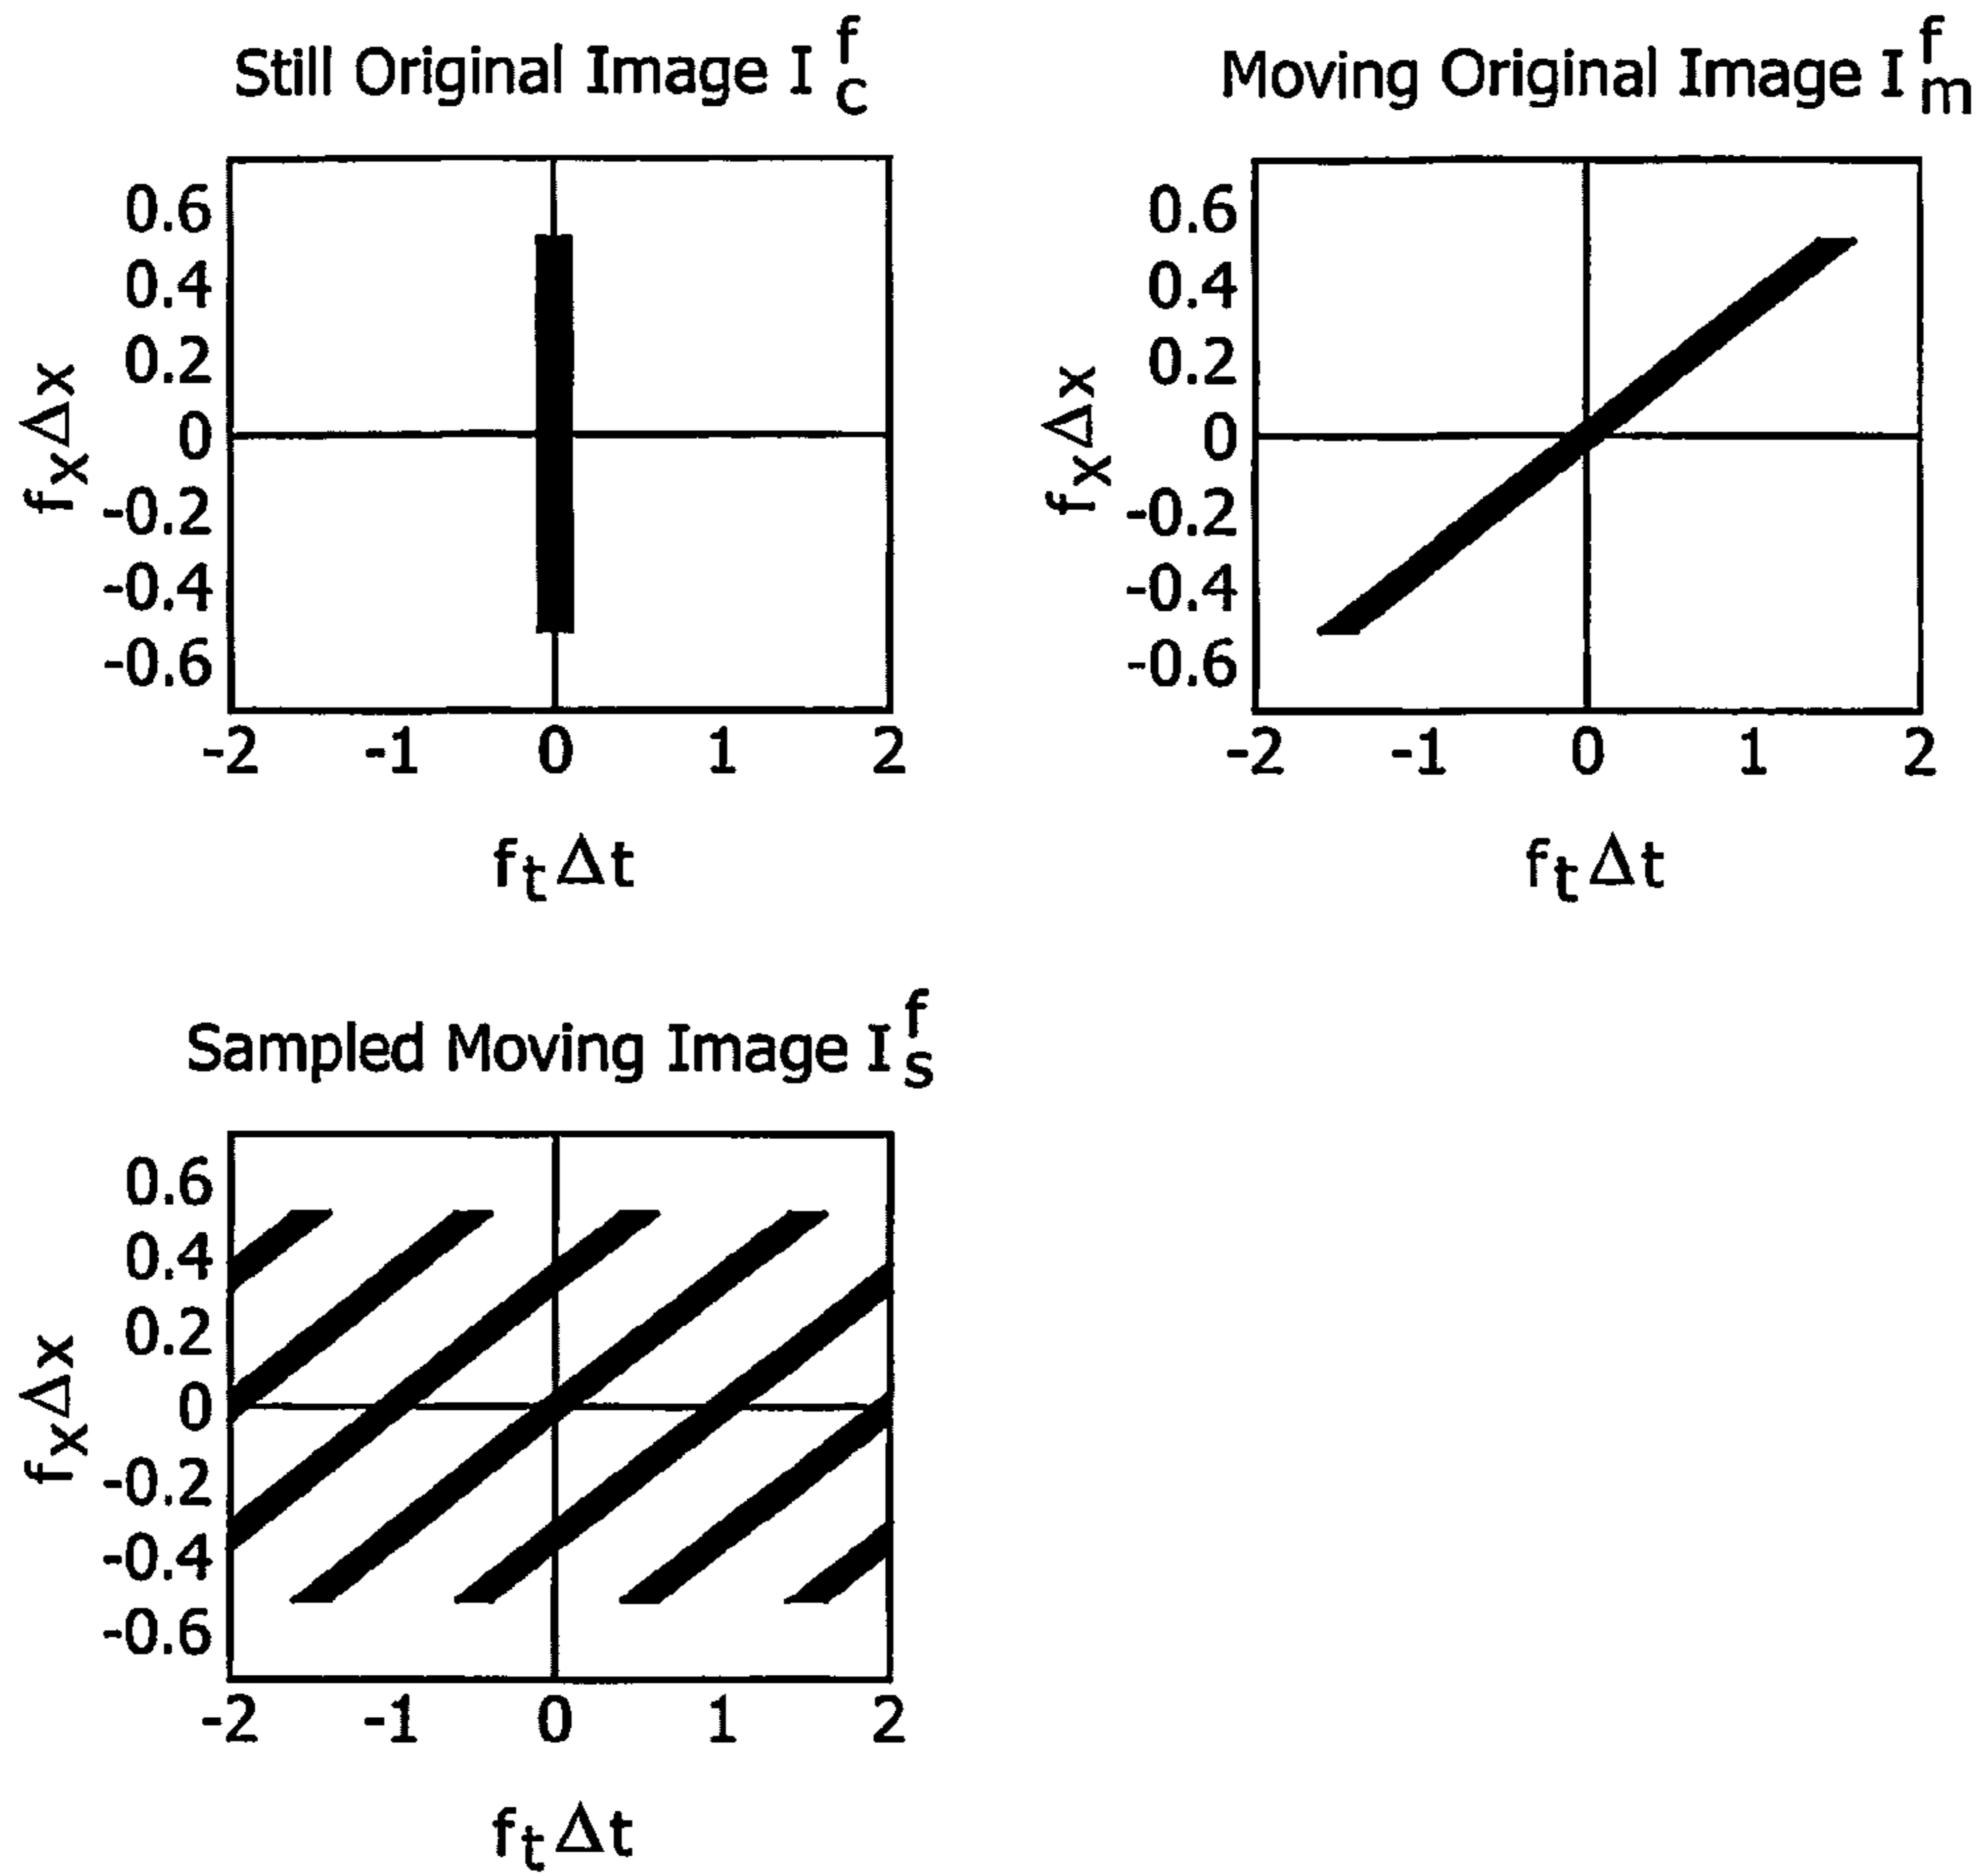 Still Original Image I f c
Moving Original Image I f m
0.6
0.4
0.2
0
-0.2
-0.4
-0.6
fxΔx
-2 -1 0 1 2
ftΔt
0.6
0.4
0.2
0
-0.2
-0.4
-0.6
fxΔx
-2 -1 0 1 2
ftΔt
Sampled Moving Image I f s
0.6
0.4
0.2
0
-0.2
-0.4
-0.6
fxΔx
-2 -1 0 1 2
ftΔt